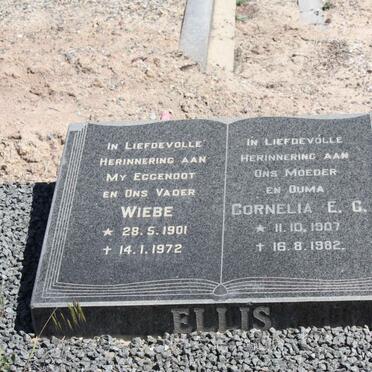 IN LIEFDEVOLLE
HERINNERING AAN
MY EGGENOOT
EN ONS VADER
WIEBE
* 28.5.1901
+ 14.1.1972
IN LIEFDEVOLLE
HERINNERING AAN
ONS MOEDER
EN OUMA
CORNELIA E. C.
* 11.10.1907
+ 16.8.1982.
ELLIS